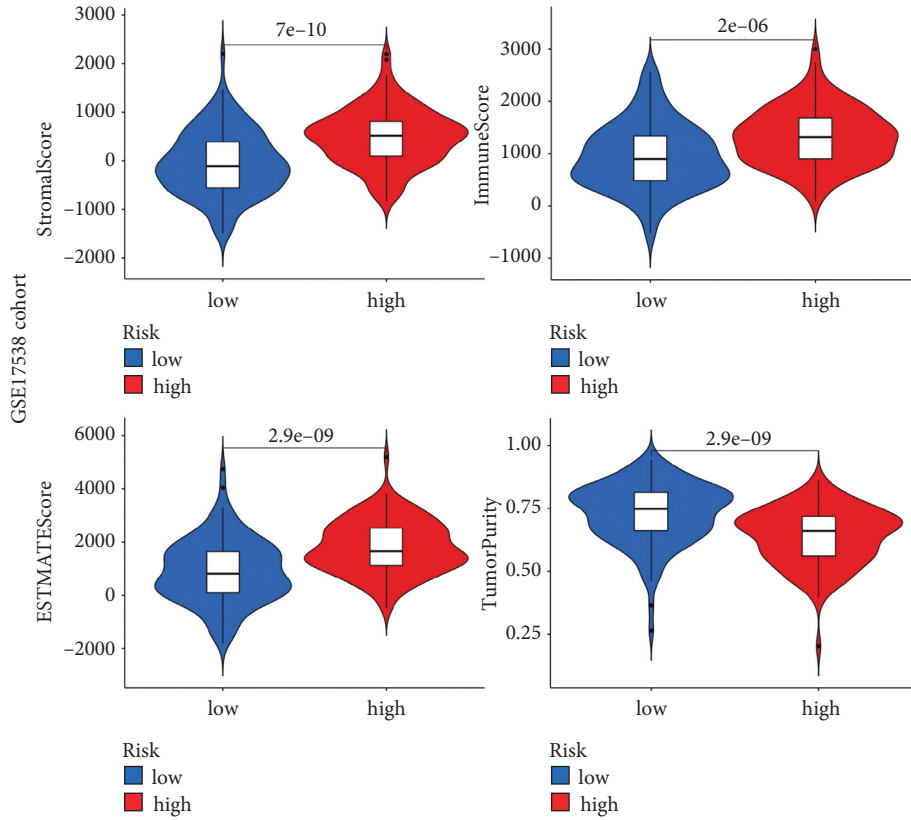 GSE17538 cohort
StromalScore
3000
2000
1000
0
−1000
−2000
7e−10
low
high
Risk
low
high
ImmuneScore
3000
2000
1000
0
−1000
2e−06
low
high
Risk
low
high
ESTMATEScore
6000
4000
2000
0
−2000
2.9e−09
low
high
Risk
low
high
TumorPurity
1.00
0.75
0.50
0.25
2.9e−09
low
high
Risk
low
high